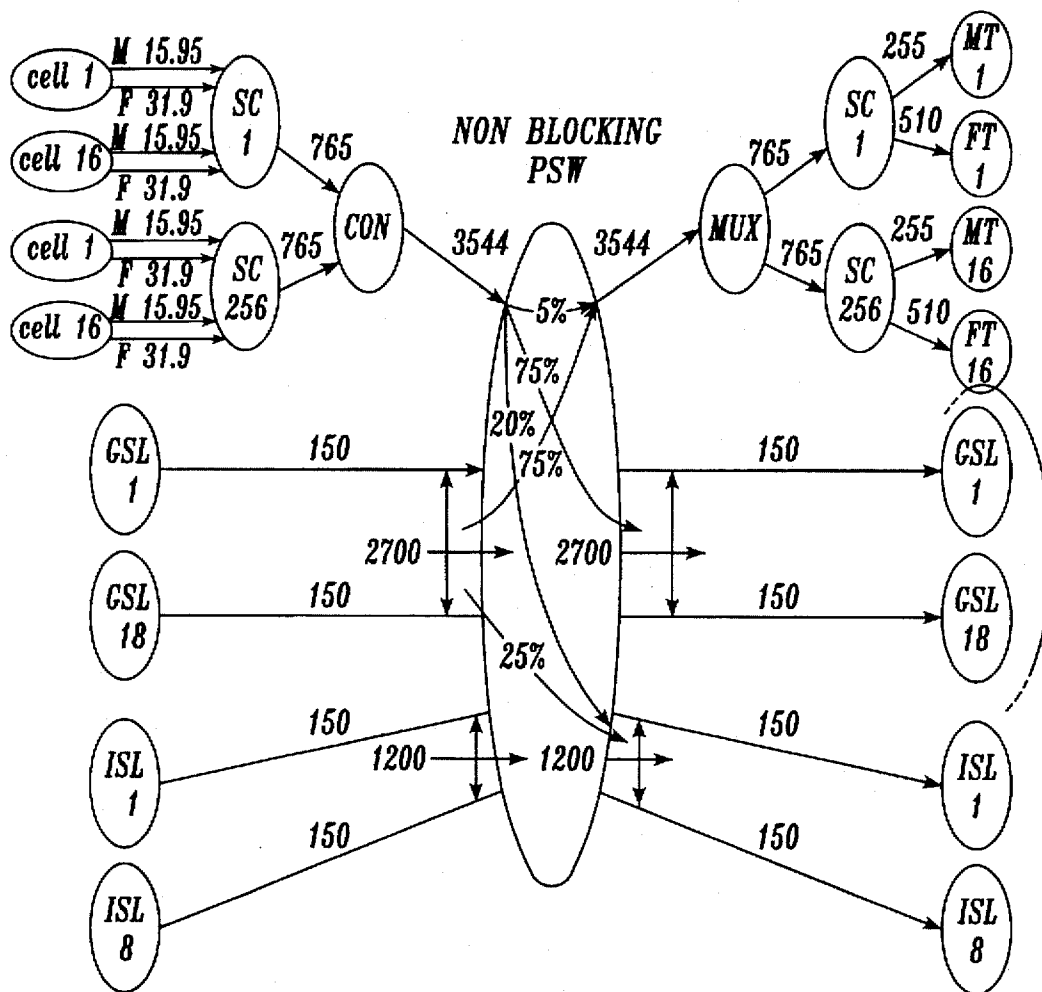 M 15.95
cell 1
F 31.9
M 15.95
cell 16
F 31.9
SC
1
765
M 15.95
cell 1
F 31.9
M 15.95
cell 16
F 31.9
SC
256
765
CON
3544
NON BLOCKING
PSW
3544
MUX
765
SC
1
255
MT
1
510
FT
1
765
SC
256
255
MT
16
510
FT
16
5%
75%
20%
75%
GSL
1
150
150
GSL
1
2700
2700
GSL
18
150
150
GSL
18
25%
ISL
1
150
150
ISL
1
1200
1200
ISL
8
150
150
ISL
8